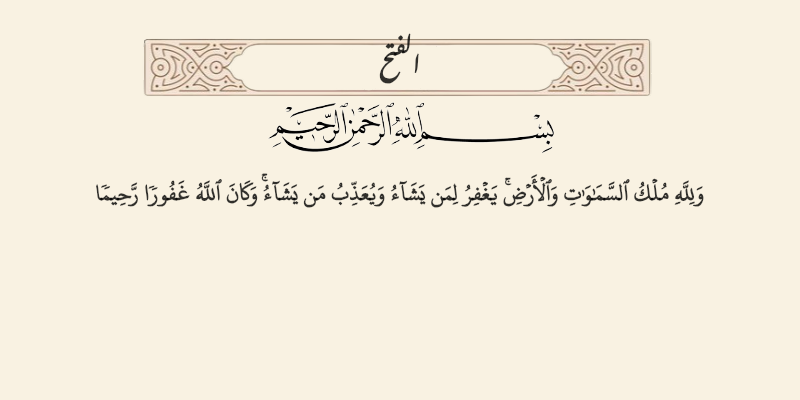 الفتح
بِسْمِ ٱللَّهِ ٱلرَّحْمَٰنِ ٱلرَّحِيمِ
وَلِلَّهِ مُلْكُ ٱلسَّمَٰوَٰتِ وَٱلْأَرْضِ ۚ يَغْفِرُ لِمَن يَشَآءُ وَيُعَذِّبُ مَن يَشَآءُ ۚ وَكَانَ ٱللَّهُ غَفُورًا رَّحِيمًا